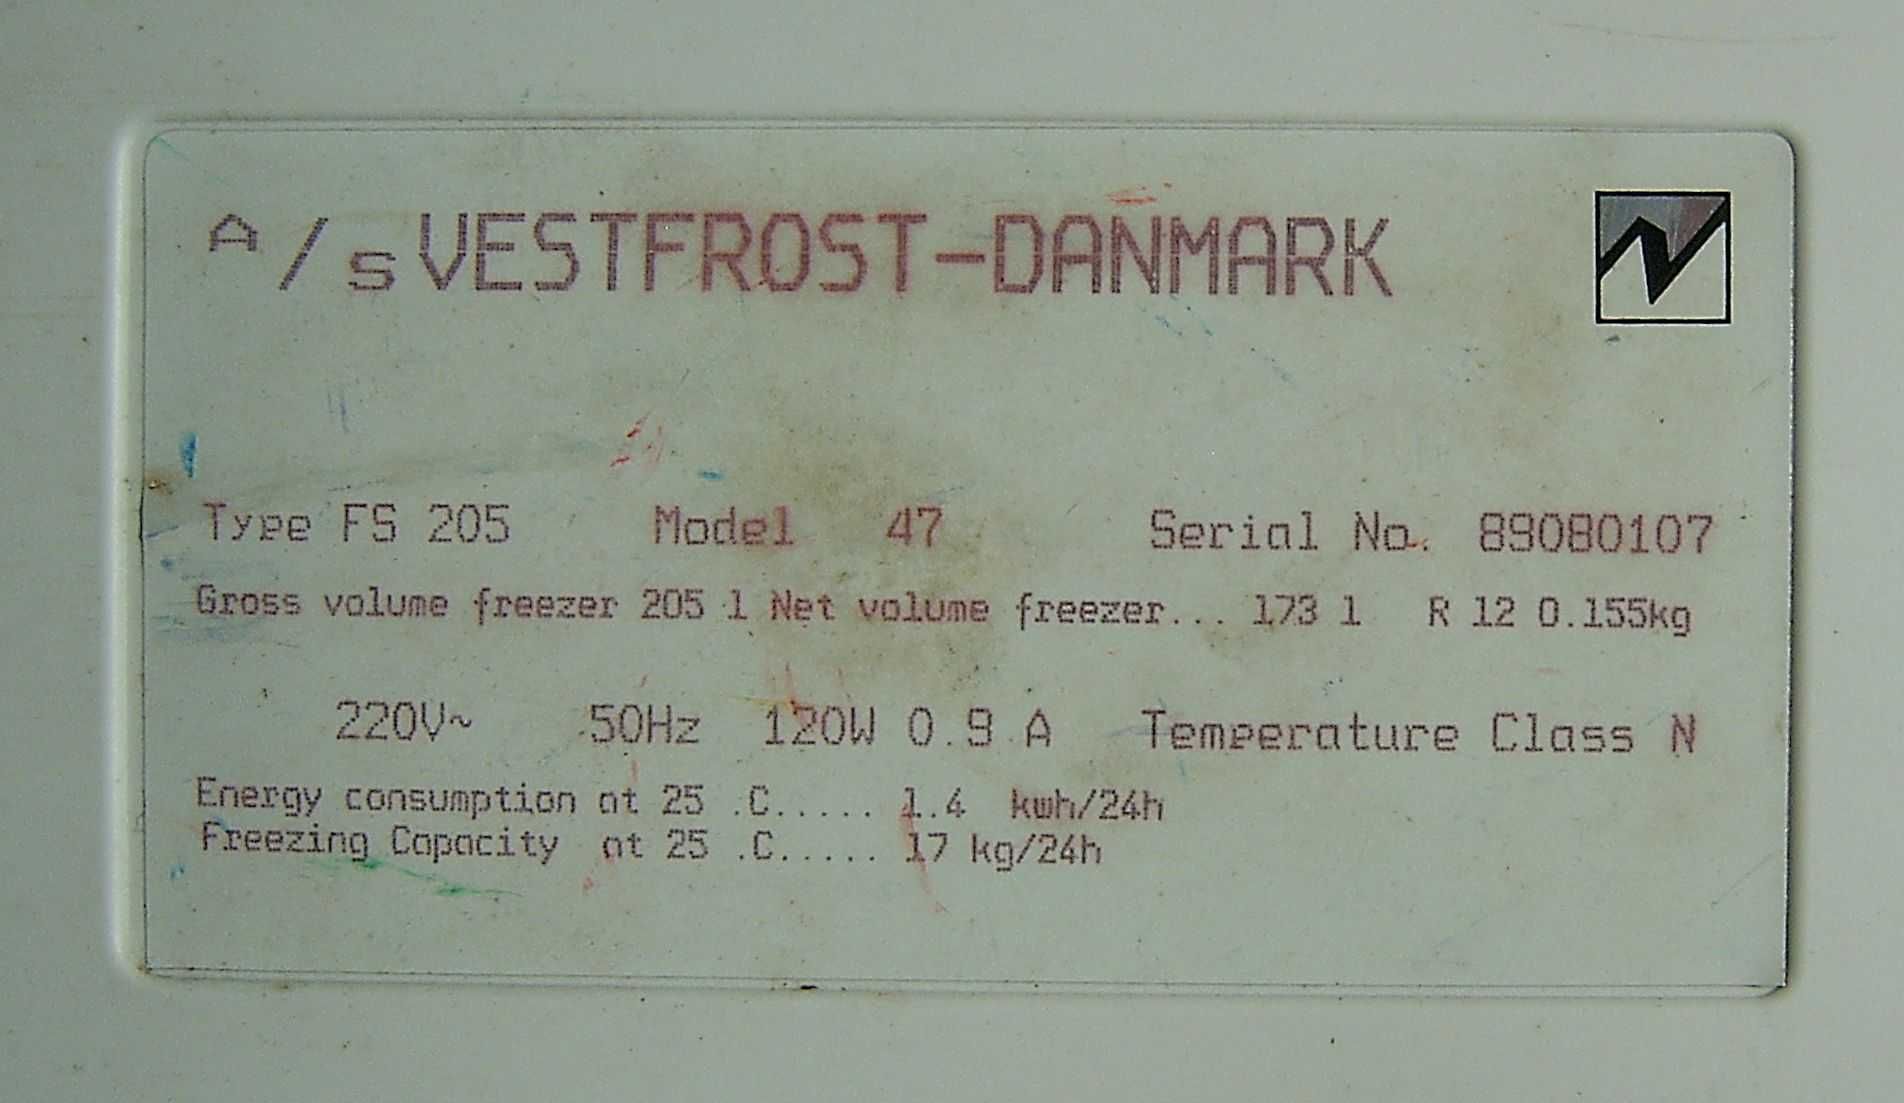 A/s VESTFROST-DANMARK
Type FS 205 Model 47 Serial No. 89080107
Gross volume freezer 205 l Net volume freezer... 173 l R 12 0.155kg
220V~ 50Hz 120W 0.9 A Temperature Class N
Energy consumption at 25 .C..... 1.4 kwh/24h
Freezing Capacity at 25 .C..... 17 kg/24h